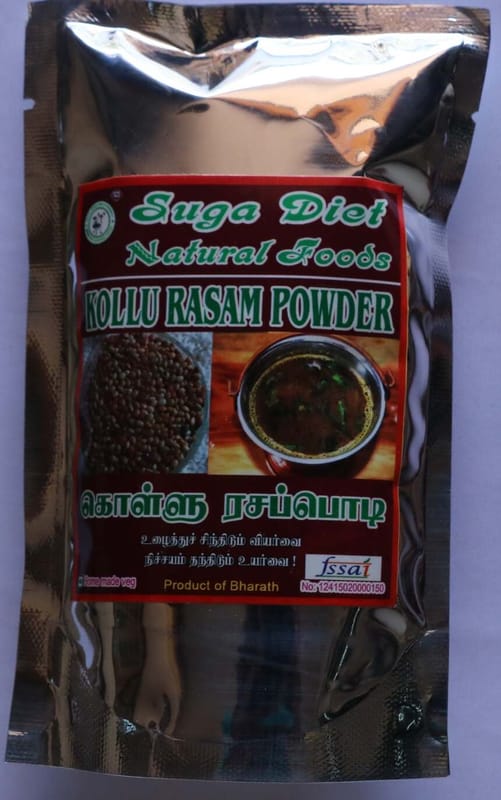 Suga Diet
Natural Foods
KOLLU RASAM POWDER
கொள்ளு ரசப்பொடி
உழைத்துச் சிந்திடும் வியர்வை
நிச்சயம் தந்திடும் உயர்வை !
fssai
Home made veg
Product of Bharath
No: 12415020000150